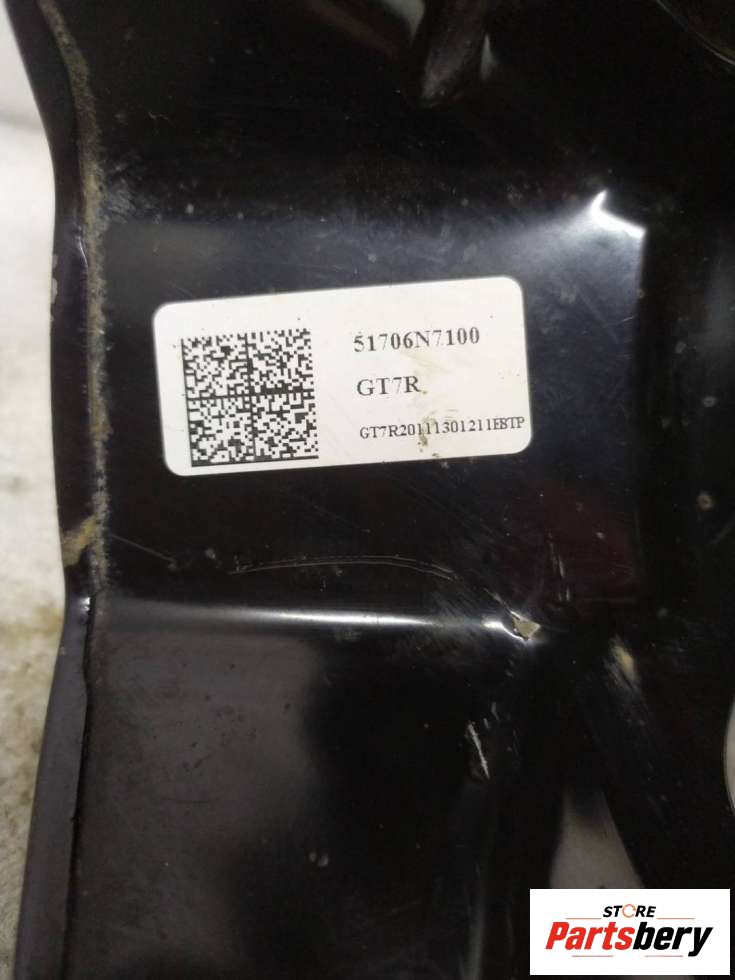 51706N7100
GT7R
GT7R20111301211EBTP
STORE
Partsbery